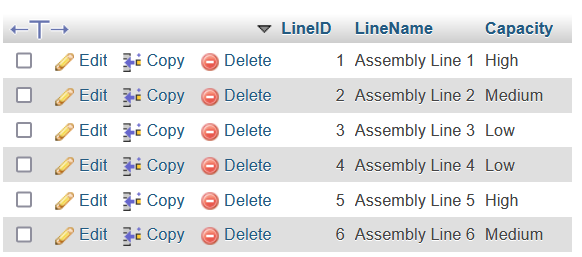 LineID LineName Capacity
Edit Copy Delete 1 Assembly Line 1 High
Edit Copy Delete 2 Assembly Line 2 Medium
Edit Copy Delete 3 Assembly Line 3 Low
Edit Copy Delete 4 Assembly Line 4 Low
Edit Copy Delete 5 Assembly Line 5 High
Edit Copy Delete 6 Assembly Line 6 Medium